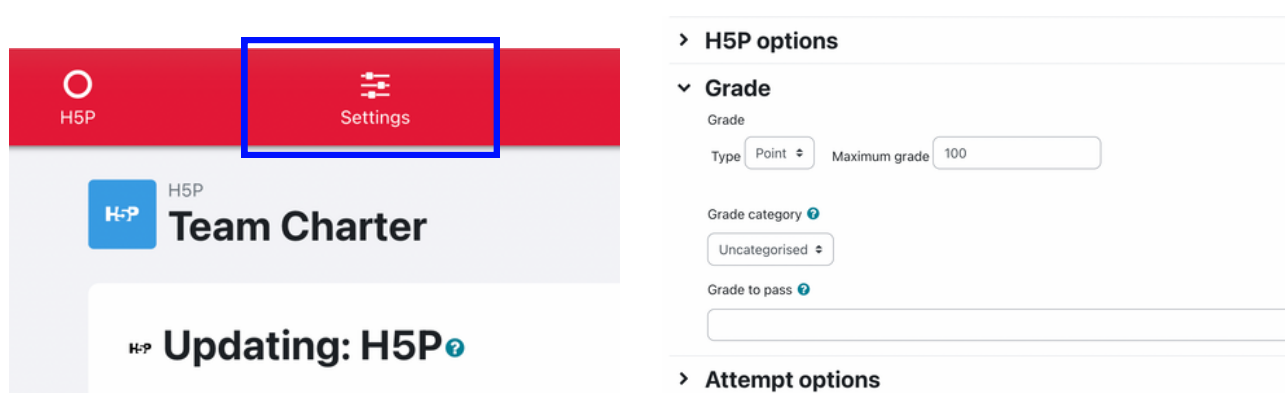 H5P
Settings
H5P
H5P
Team Charter
H5P Updating: H5P ?
H5P options
Grade
Grade
Type Point Maximum grade 100
Grade category ?
Uncategorised
Grade to pass ?
Attempt options